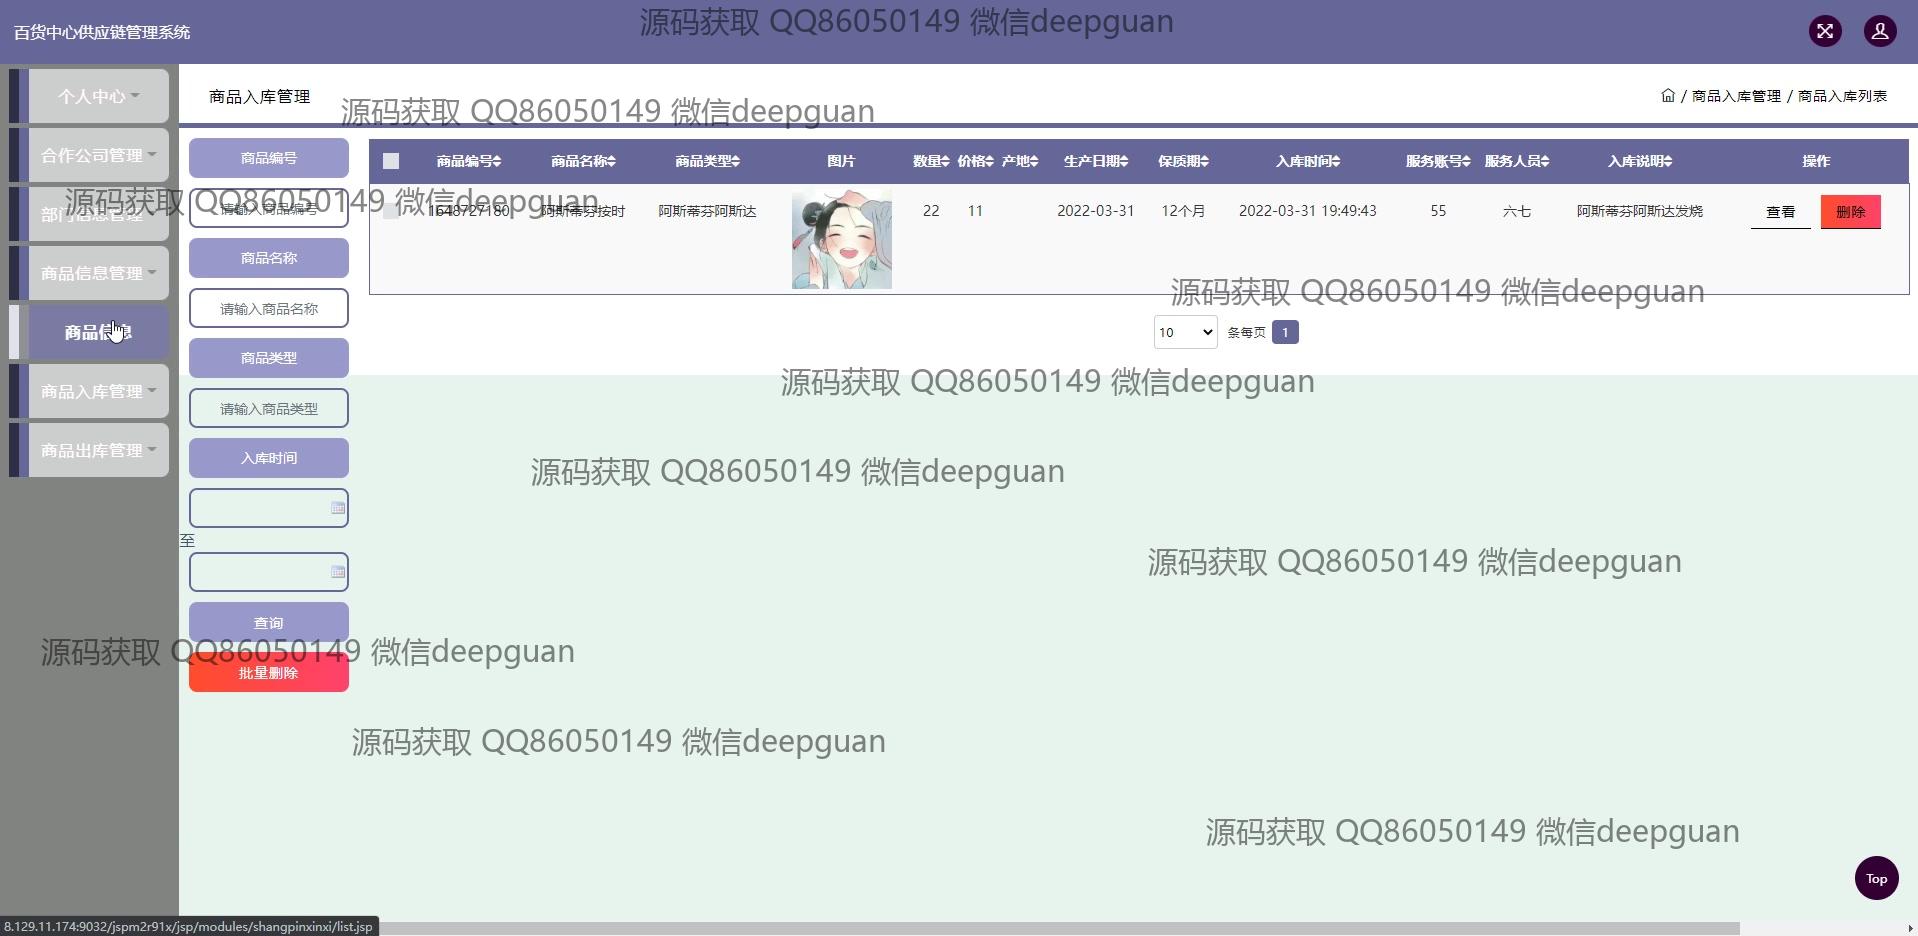 百货中心供应链管理系统
源码获取 QQ86050149 微信deepguan
个人中心
合作公司管理
部门信息管理
商品信息管理
商品信息
商品入库管理
商品出库管理
商品入库管理
源码获取 QQ86050149 微信deepguan
/ 商品入库管理 / 商品入库列表
商品编号
请输入商品编号
商品名称
请输入商品名称
商品类型
请输入商品类型
入库时间
至
查询
批量删除
商品编号 商品名称 商品类型 图片 数量 价格 产地 生产日期 保质期 入库时间 服务账号 服务人员 入库说明 操作
1648727180 阿斯蒂芬按时 阿斯蒂芬阿斯达 22 11 2022-03-31 12个月 2022-03-31 19:49:43 55 六七 阿斯蒂芬阿斯达发烧 查看 删除
源码获取 QQ86050149 微信deepguan
源码获取 QQ86050149 微信deepguan
10 条每页 1
源码获取 QQ86050149 微信deepguan
源码获取 QQ86050149 微信deepguan
源码获取 QQ86050149 微信deepguan
源码获取 QQ86050149 微信deepguan
源码获取 QQ86050149 微信deepguan
源码获取 QQ86050149 微信deepguan
Top
8.129.11.174:9032/jspm2r91x/jsp/modules/shangpinxinxi/list.jsp